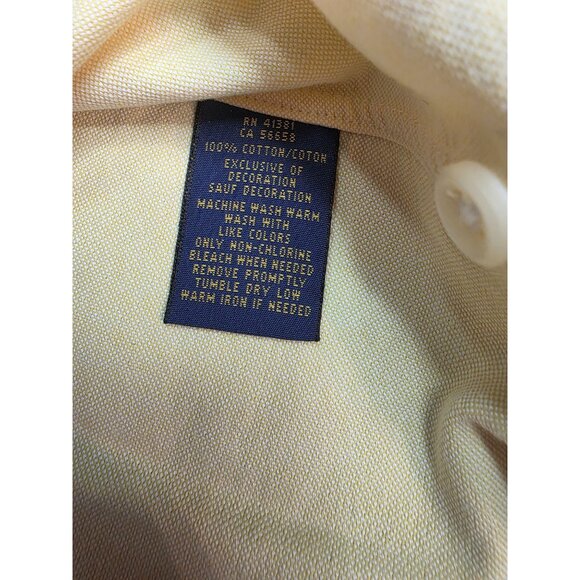 RN 41381
CA 56658
100% COTTON/COTON
EXCLUSIVE OF
DECORATION
SAUF DECORATION
MACHINE WASH WARM
WASH WITH
LIKE COLORS
ONLY NON-CHLORINE
BLEACH WHEN NEEDED
REMOVE PROMPTLY
TUMBLE DRY LOW
WARM IRON IF NEEDED